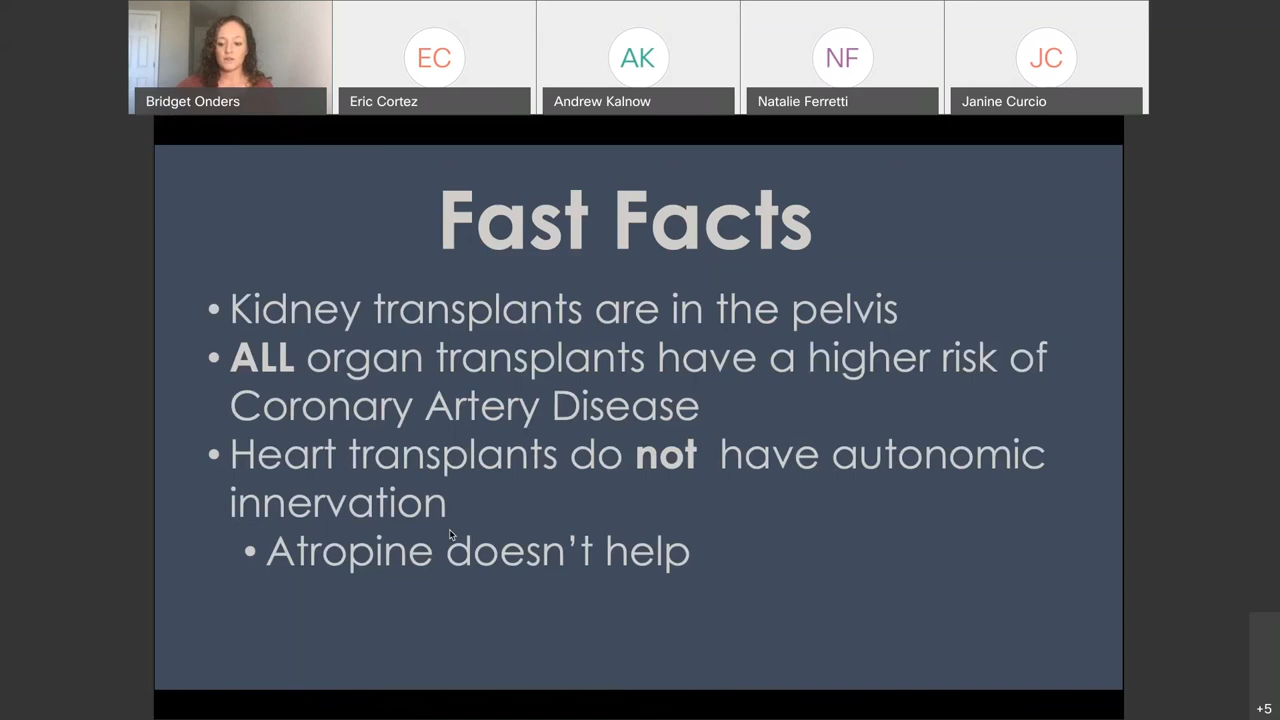 EC
AK
NF
JC
Bridget Onders
Eric Cortez
Andrew Kalnow
Natalie Ferretti
Janine Curcio
Fast Facts
• Kidney transplants are in the pelvis
• ALL organ transplants have a higher risk of
Coronary Artery Disease
• Heart transplants do not have autonomic
innervation
• Atropine doesn’t help
+5